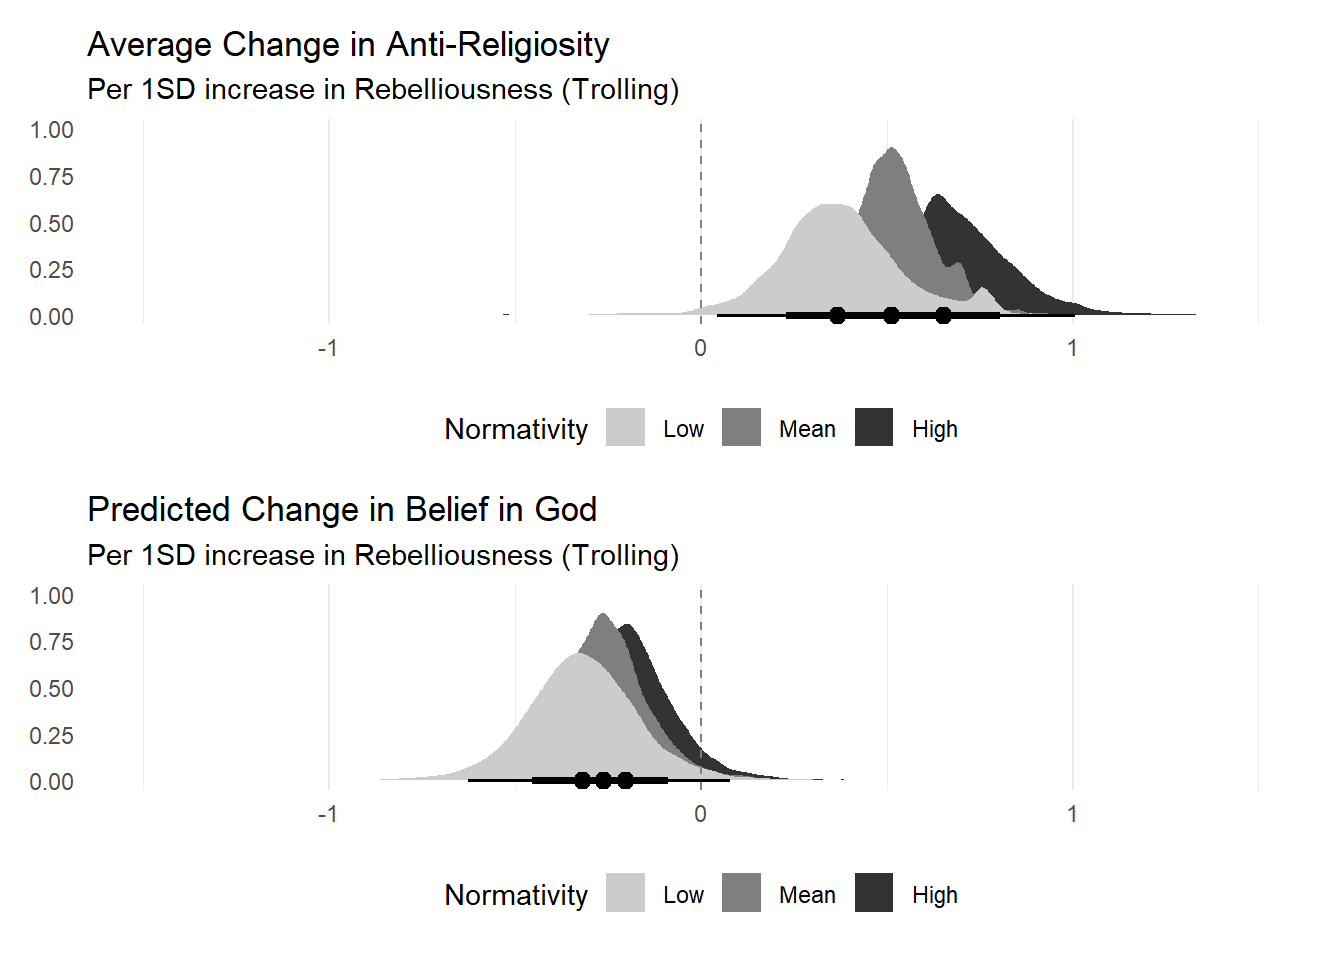 Average Change in Anti-Religiosity
Per 1SD increase in Rebelliousness (Trolling)
1.00
0.75
0.50
0.25
0.00
-1 0 1
Normativity Low Mean High
Predicted Change in Belief in God
Per 1SD increase in Rebelliousness (Trolling)
1.00
0.75
0.50
0.25
0.00
-1 0 1
Normativity Low Mean High